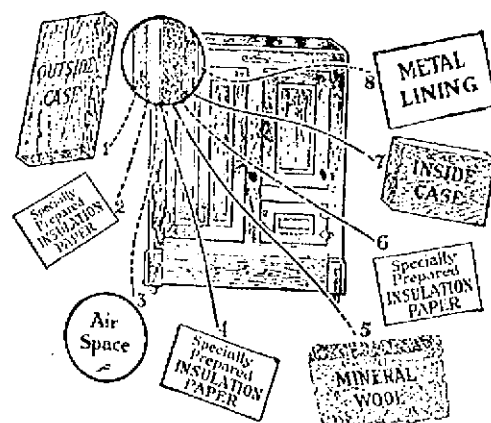 OUTSIDE
CASE
1
Specially
Prepared
INSULATION
PAPER
2
3
Air
Space
4
Specially
Prepared
INSULATION
PAPER
5
MINERAL
WOOL
6
Specially
Prepared
INSULATION
PAPER
7
INSIDE
CASE
8
METAL
LINING